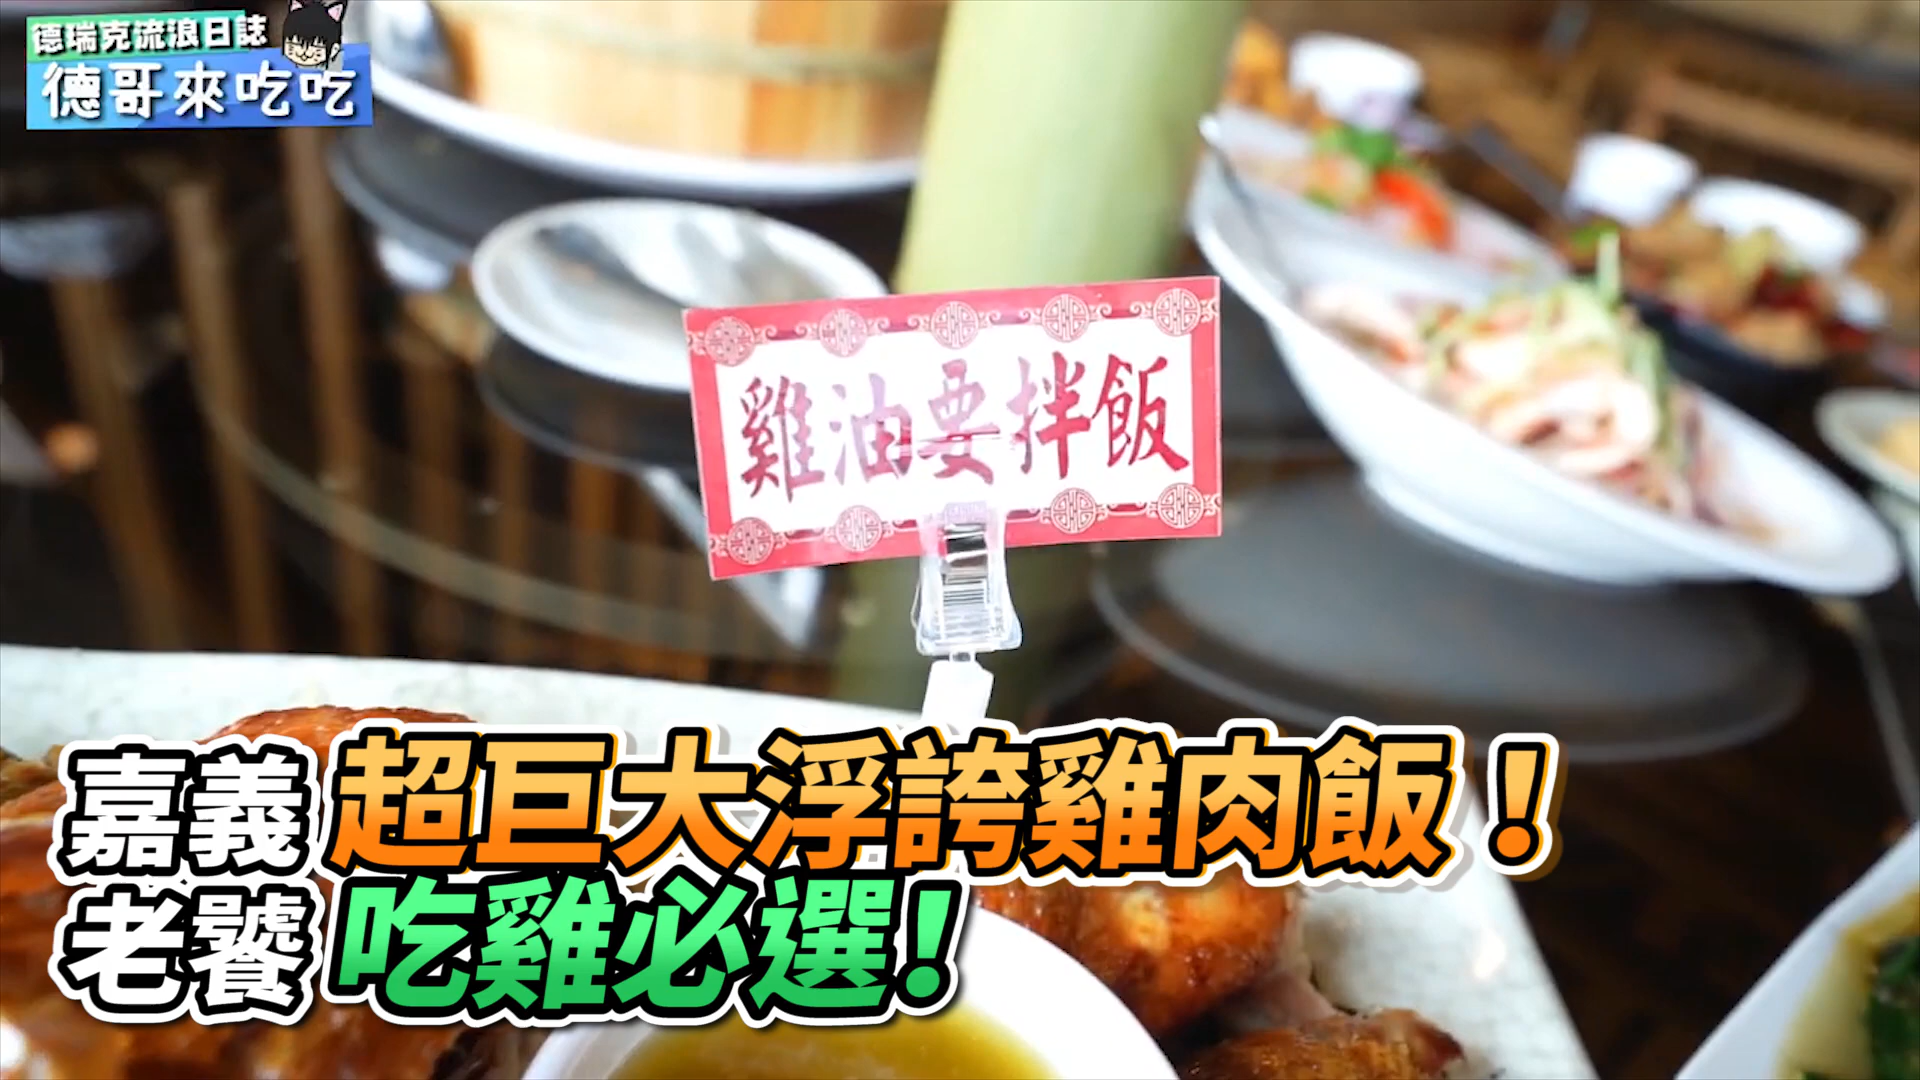 德瑞克流浪日誌
德哥來吃吃
雞油要拌飯
嘉義 超巨大浮誇雞肉飯！
老饕 吃雞必選！